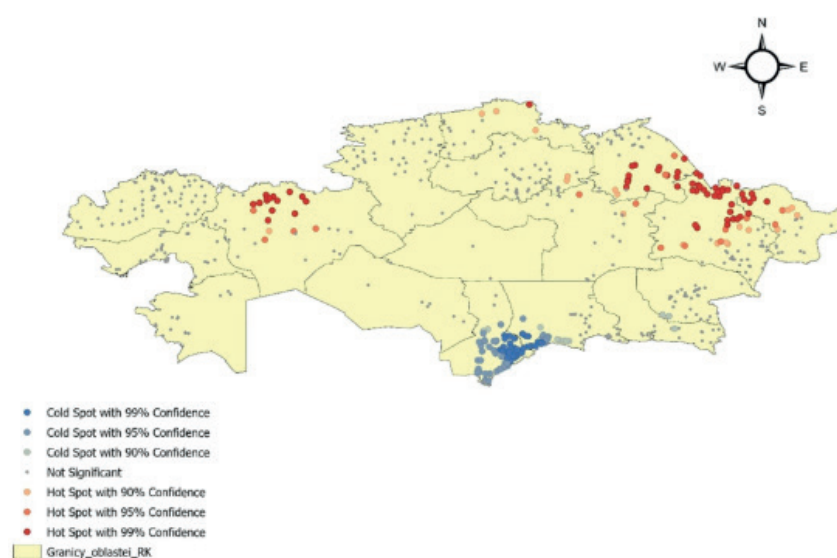 N
W E
S
Cold Spot with 99% Confidence
Cold Spot with 95% Confidence
Cold Spot with 90% Confidence
Not Significant
Hot Spot with 90% Confidence
Hot Spot with 95% Confidence
Hot Spot with 99% Confidence
Granicy_oblastei_RK